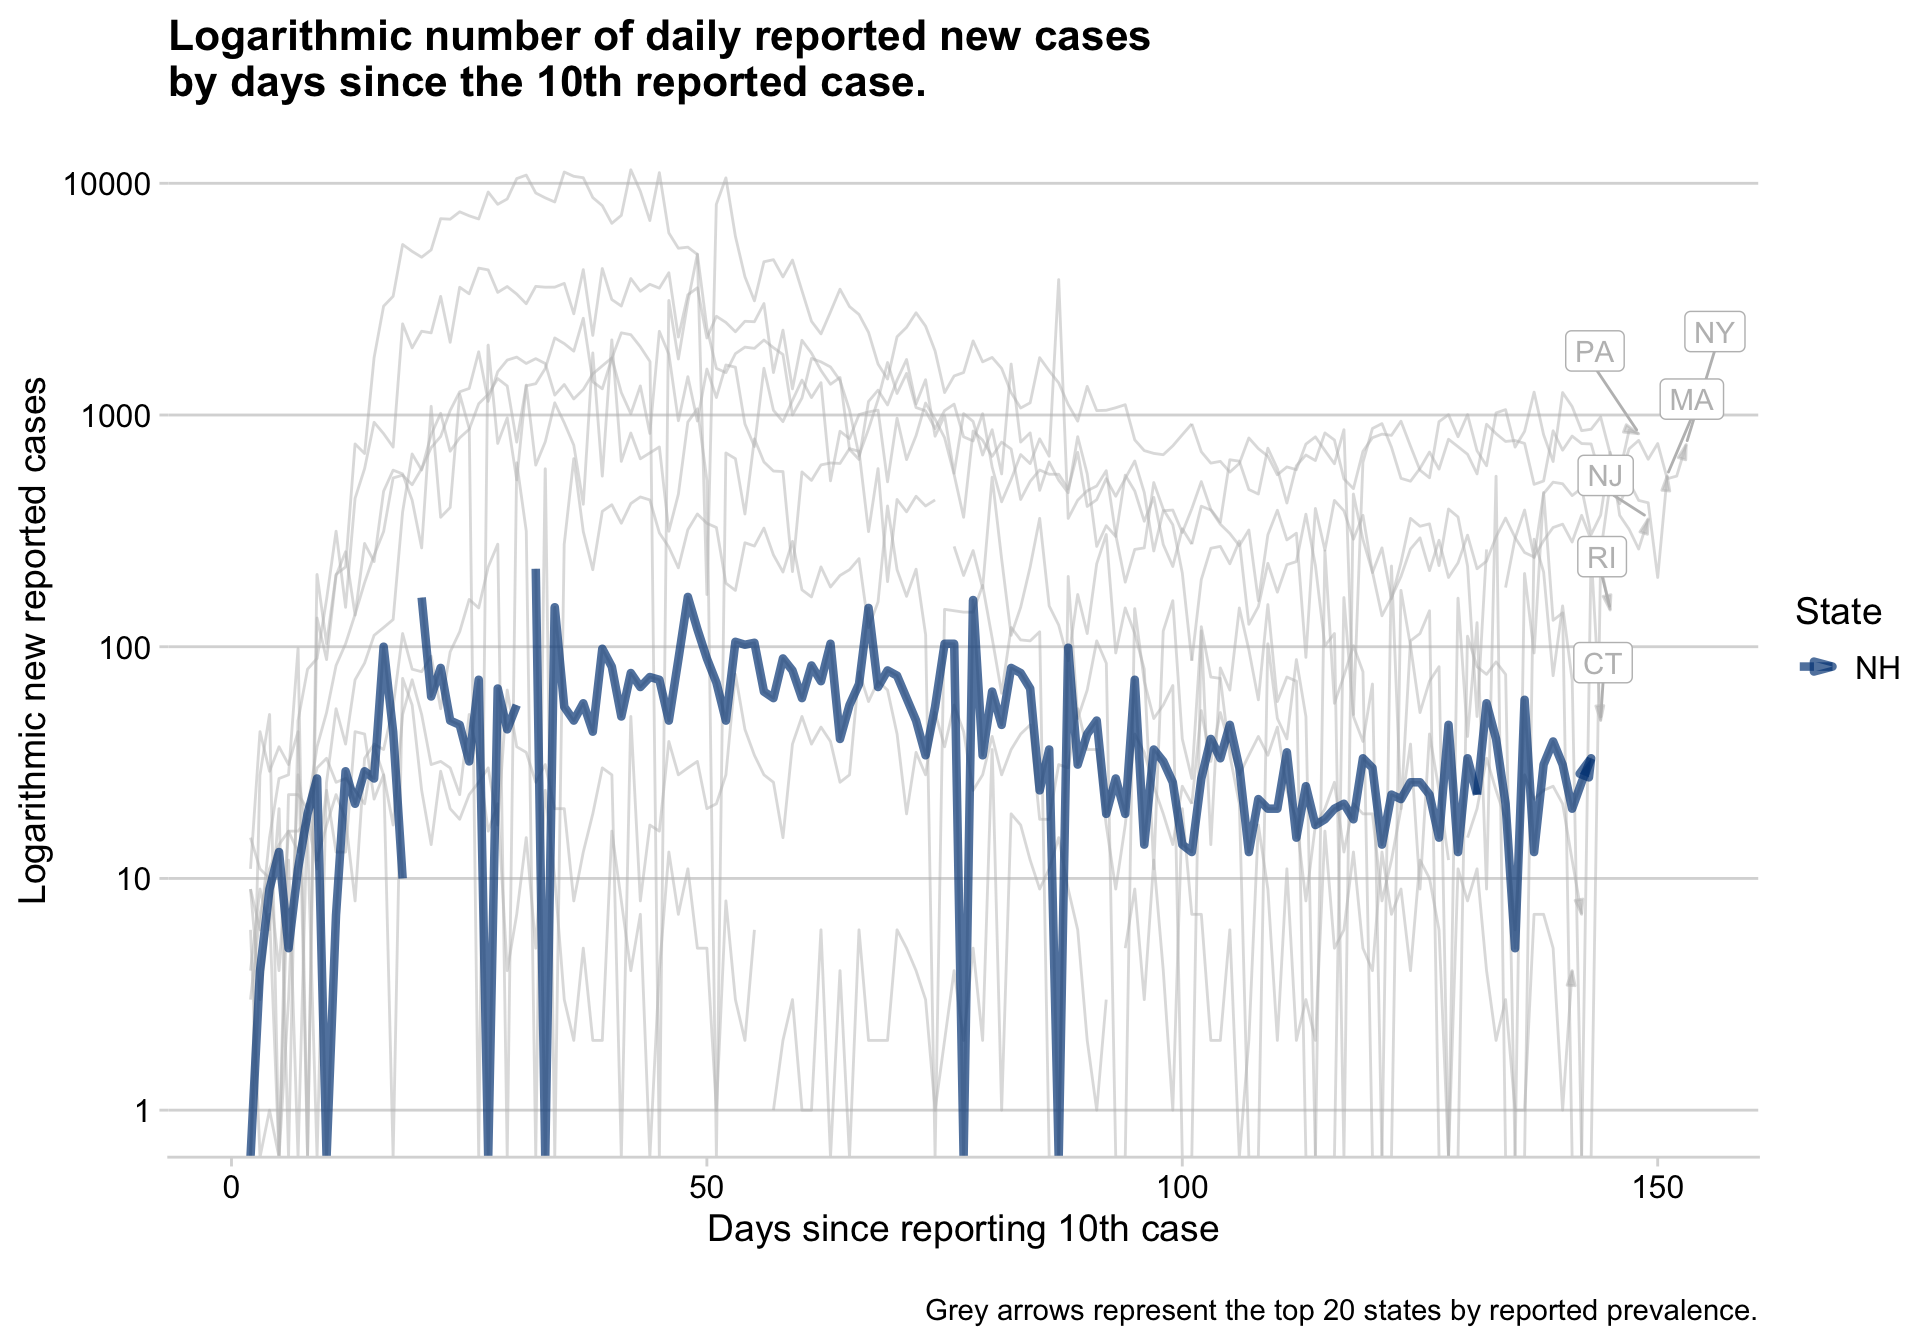 Logarithmic number of daily reported new cases
by days since the 10th reported case.
Logarithmic new reported cases
10000
1000
100
10
1
PA
NY
MA
NJ
RI
CT
State
NH
0
50
100
150
Days since reporting 10th case
Grey arrows represent the top 20 states by reported prevalence.